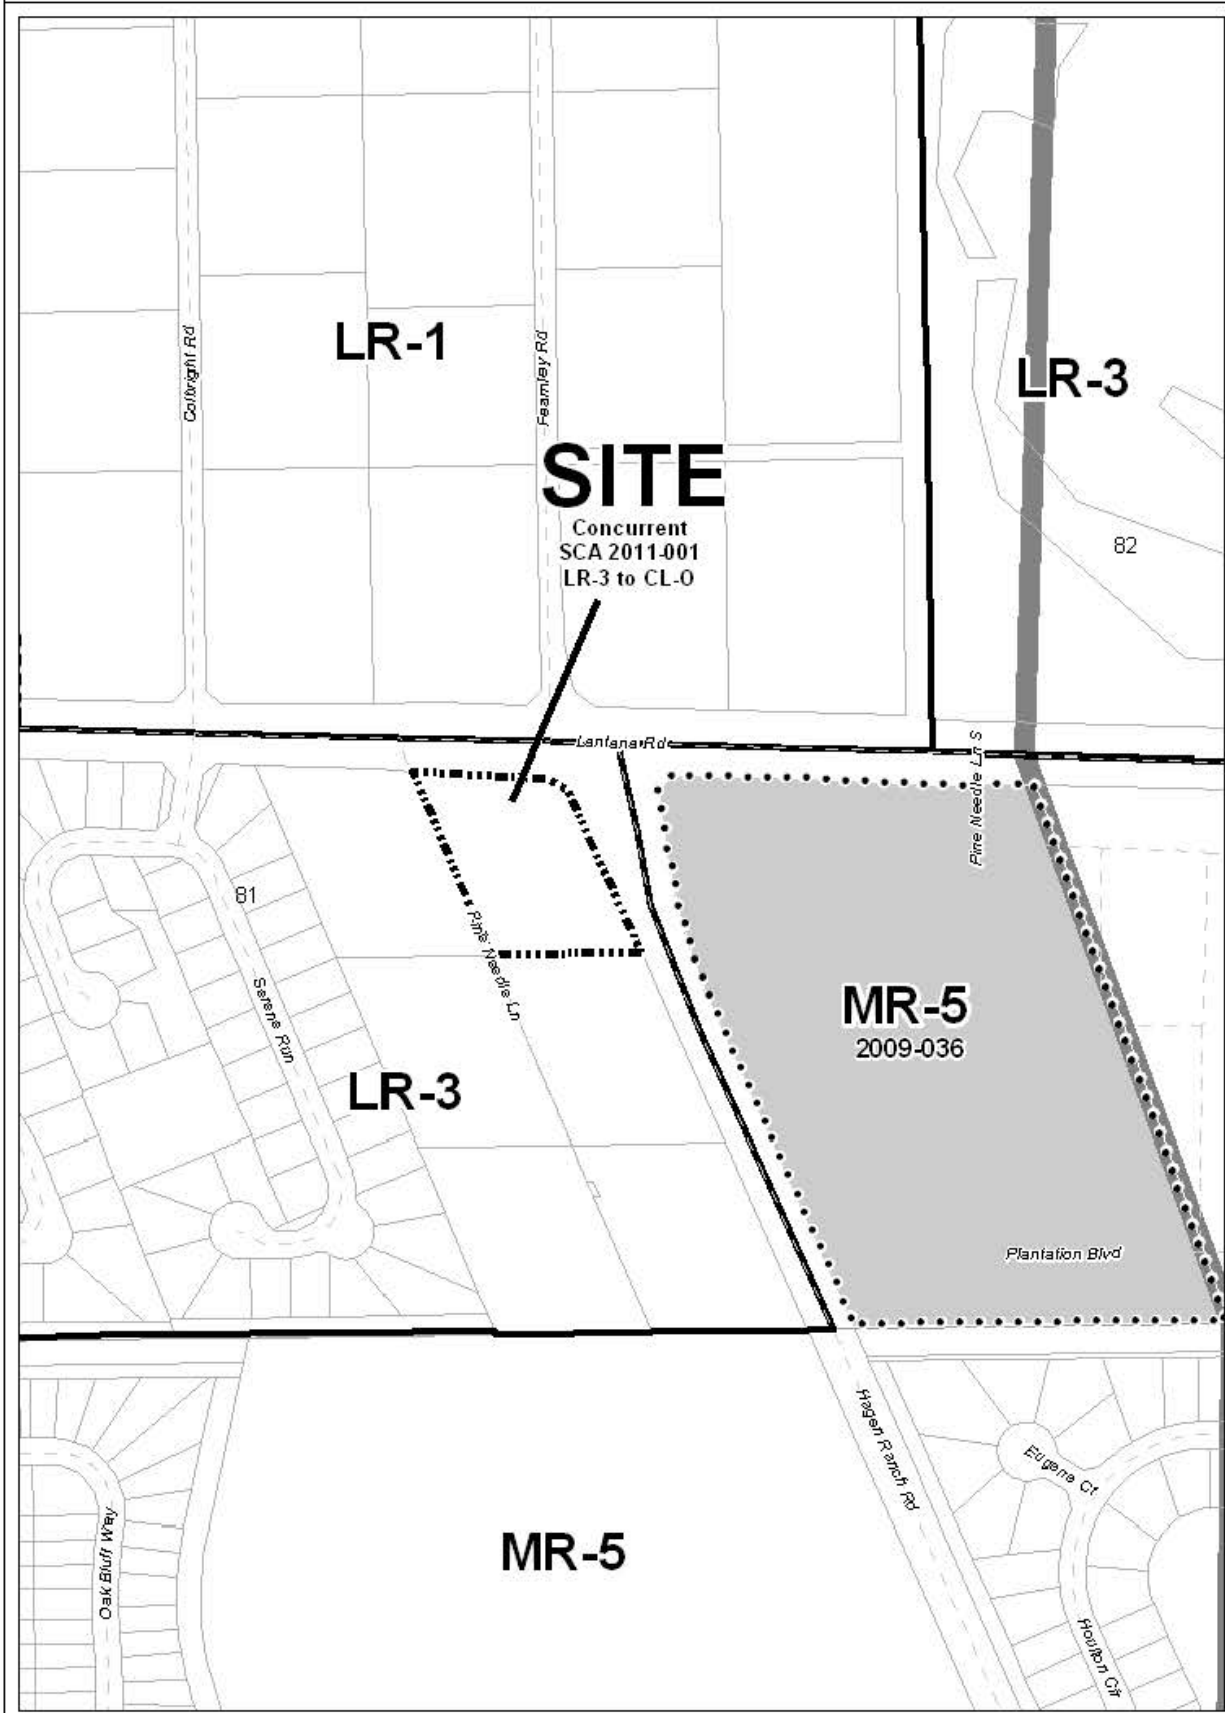 LR-1
Colbright Rd
Fearnley Rd
LR-3
SITE
Concurrent
SCA 2011-001
LR-3 to CL-O
82
Lantana Rd
Pine Needle Ln S
81
Pine Needle Ln
Serene Run
MR-5
2009-036
LR-3
Plantation Blvd
Hagen Ranch Rd
Eugene Ct
Oak Bluff Way
MR-5
Houlton Cir